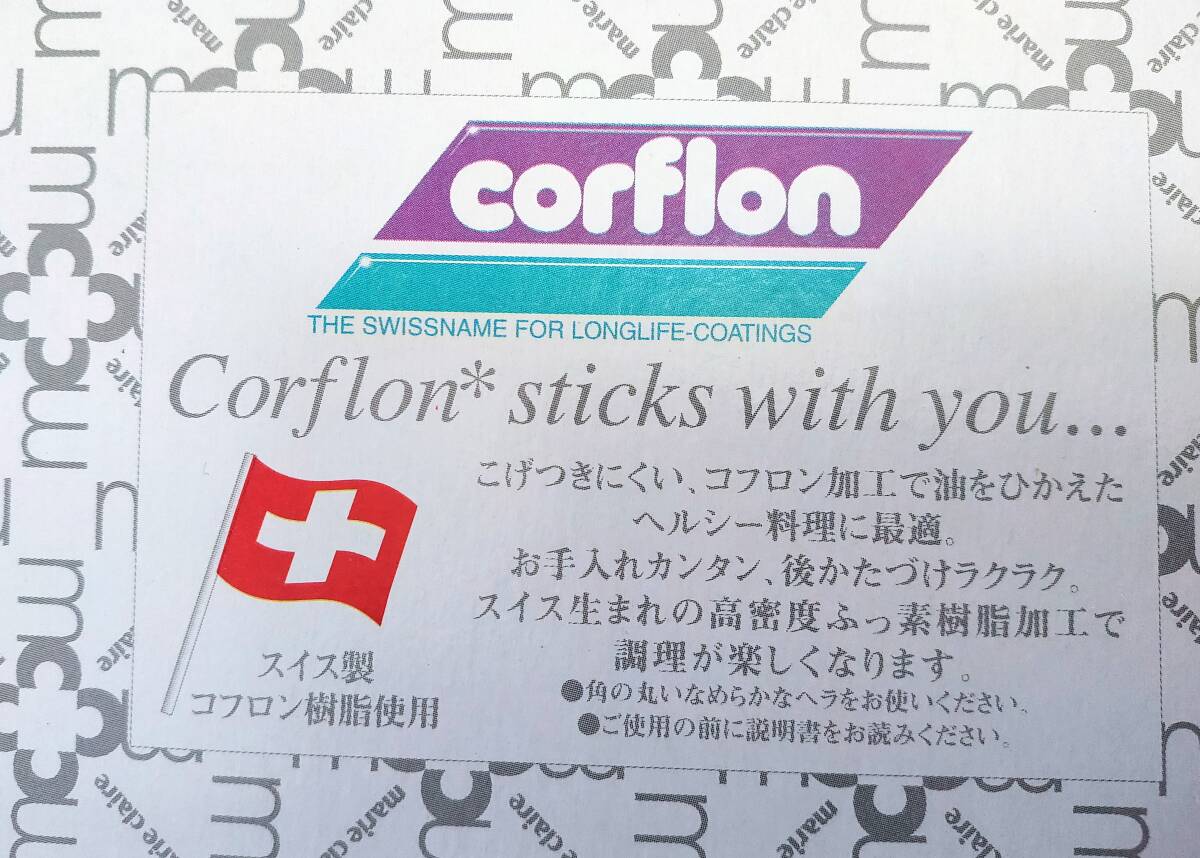 corflon
THE SWISSNAME FOR LONGLIFE-COATINGS
Corflon* sticks with you...
こげつきにくい、コフロン加工で油をひかえた
ヘルシー料理に最適。
お手入れカンタン、後かたづけラクラク。
スイス生まれの高密度ふっ素樹脂加工で
調理が楽しくなります。
●角の丸いなめらかなヘラをお使いください。
●ご使用の前に説明書をお読みください。
スイス製
コフロン樹脂使用
marie claire
marie claire
marie claire
marie claire